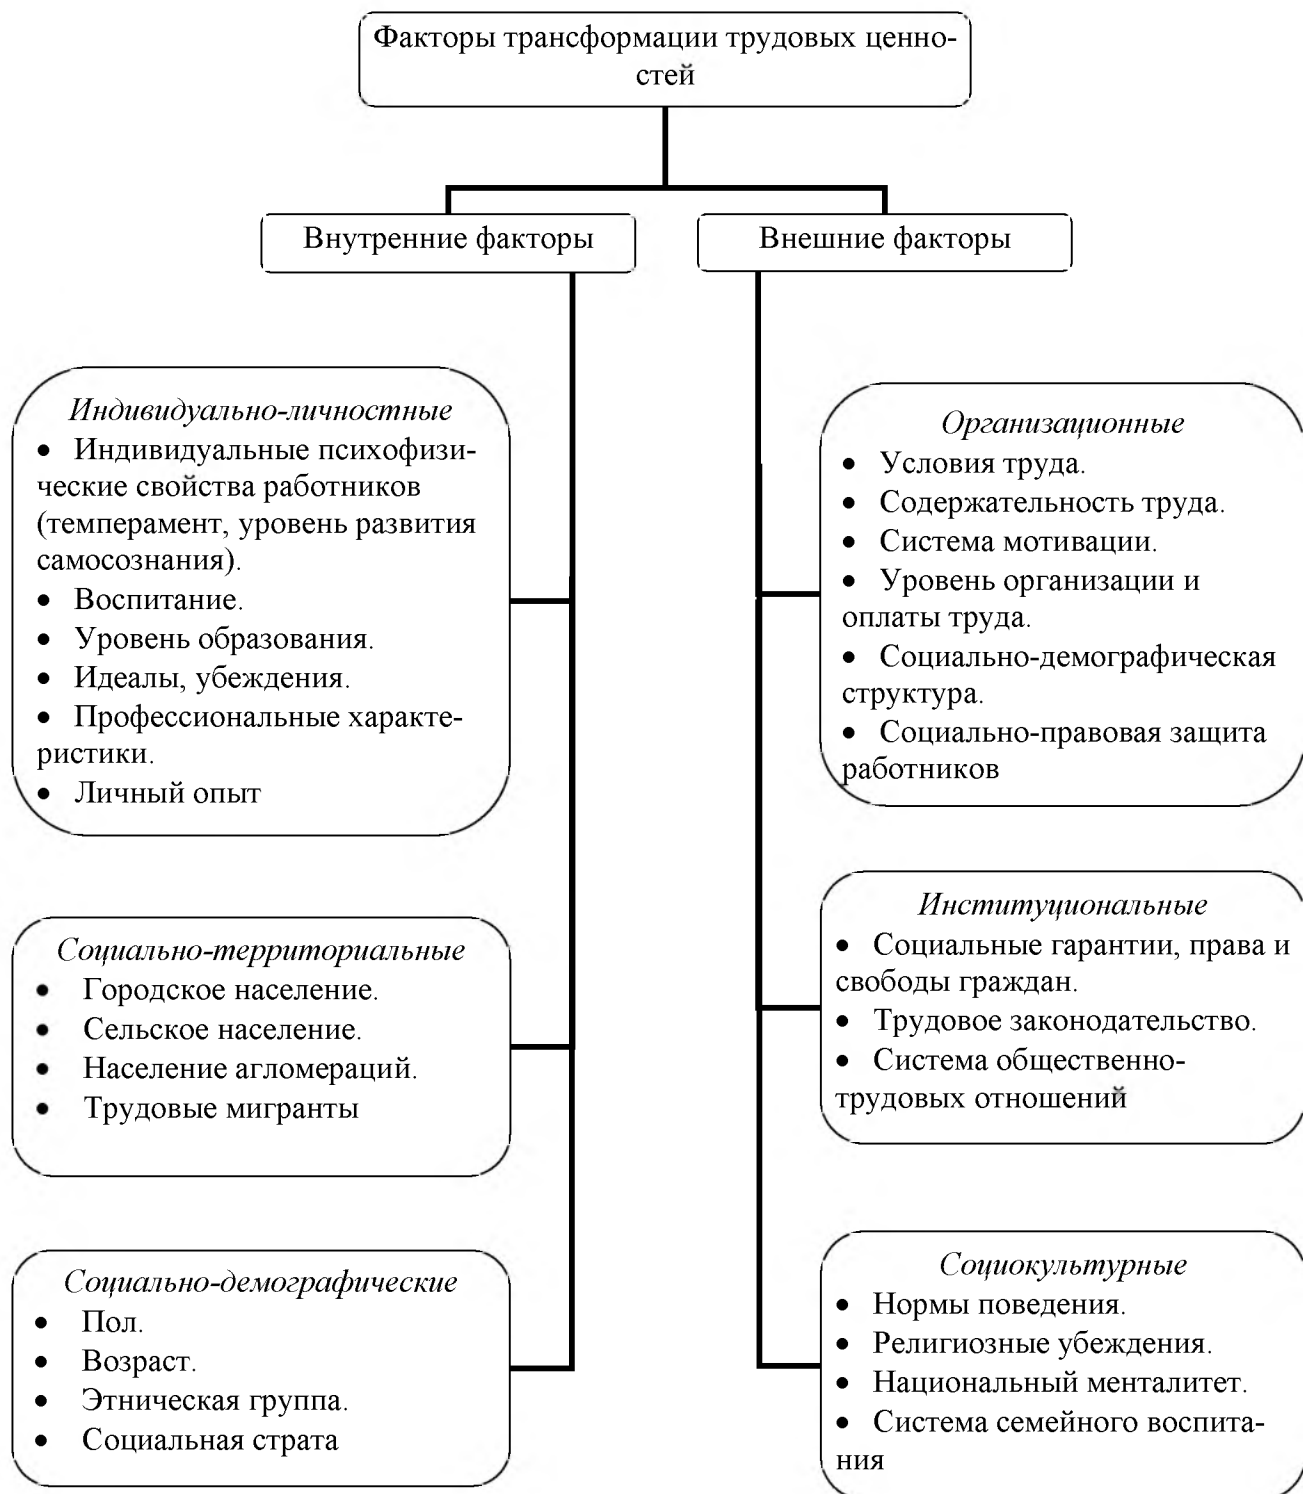 Факторы трансформации трудовых ценно-
стей
Внутренние факторы
Внешние факторы
Индивидуально-личностные
• Индивидуальные психофизи-
ческие свойства работников
(темперамент, уровень развития
самосознания).
• Воспитание.
• Уровень образования.
• Идеалы, убеждения.
• Профессиональные характе-
ристики.
• Личный опыт
Социально-территориальные
• Городское население.
• Сельское население.
• Население агломераций.
• Трудовые мигранты
Социально-демографические
• Пол.
• Возраст.
• Этническая группа.
• Социальная страта
Организационные
• Условия труда.
• Содержательность труда.
• Система мотивации.
• Уровень организации и
оплаты труда.
• Социально-демографическая
структура.
• Социально-правовая защита
работников
Институциональные
• Социальные гарантии, права и
свободы граждан.
• Трудовое законодательство.
• Система общественно-
трудовых отношений
Социокультурные
• Нормы поведения.
• Религиозные убеждения.
• Национальный менталитет.
• Система семейного воспита-
ния